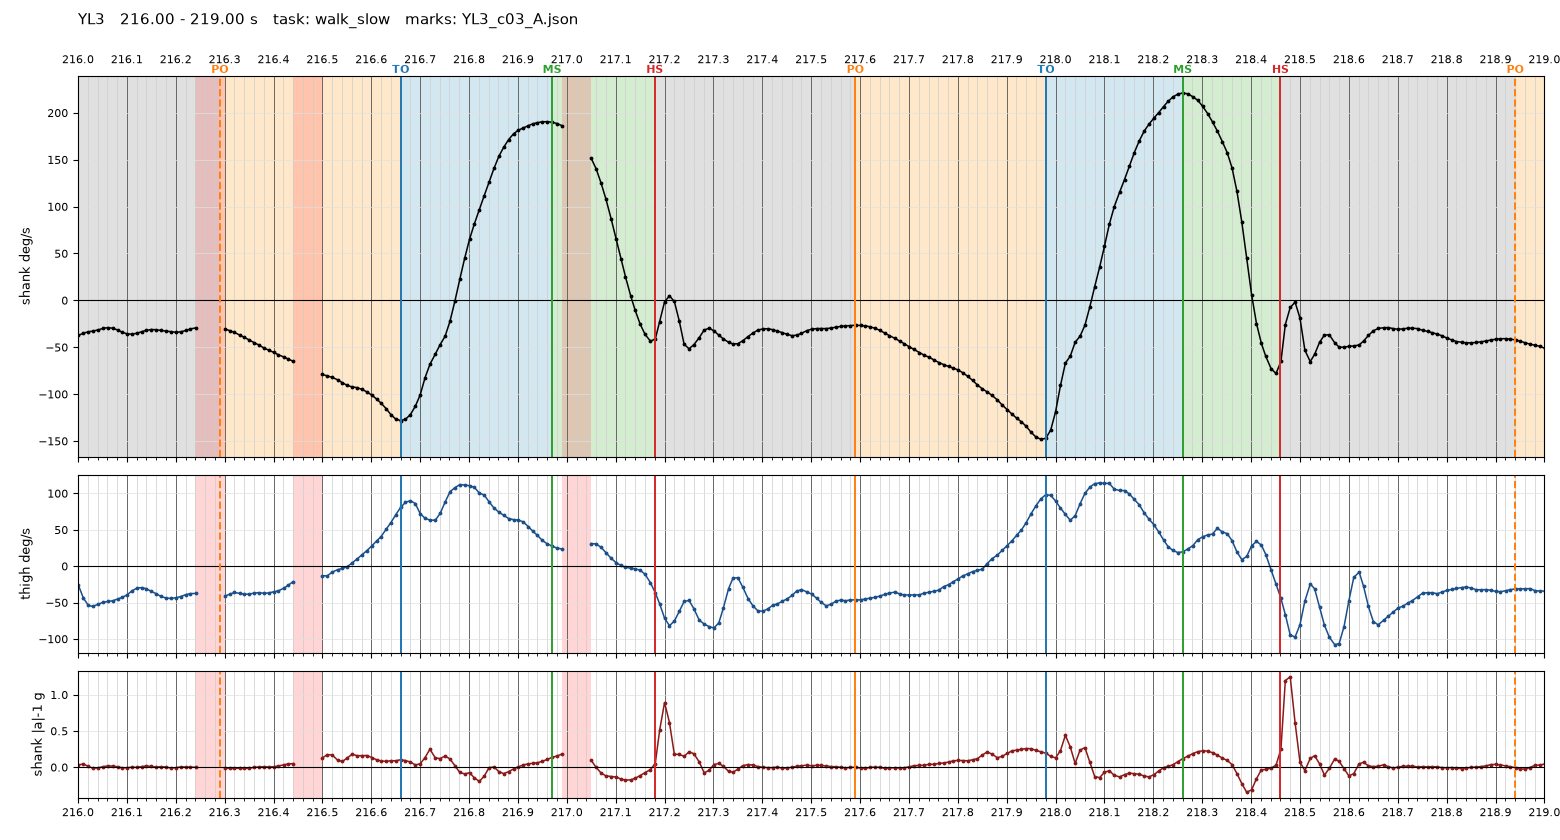 YL3   216.00 - 219.00 s   task: walk_slow   marks: YL3_c03_A.json
216.0 216.1 216.2 216.3 216.4 216.5 216.6 216.7 216.8 216.9 217.0 217.1 217.2 217.3 217.4 217.5 217.6 217.7 217.8 217.9 218.0 218.1 218.2 218.3 218.4 218.5 218.6 218.7 218.8 218.9 219.0
PO TO MS HS PO TO MS HS PO
200
150
100
50
0
−50
−100
−150
shank deg/s
100
50
0
−50
−100
thigh deg/s
1.0
0.5
0.0
shank |a|-1 g
216.0 216.1 216.2 216.3 216.4 216.5 216.6 216.7 216.8 216.9 217.0 217.1 217.2 217.3 217.4 217.5 217.6 217.7 217.8 217.9 218.0 218.1 218.2 218.3 218.4 218.5 218.6 218.7 218.8 218.9 219.0